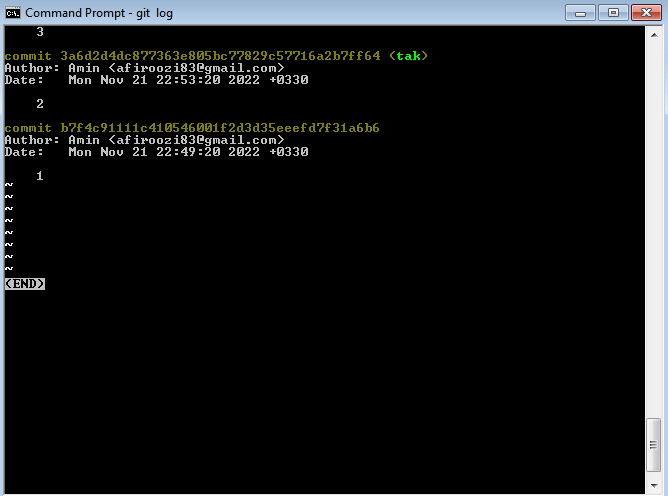 Command Prompt - git log
3
commit 3a6d2d4dc877363e805bc77829c57716a2b7ff64 (tak)
Author: Amin <afiroozi83@gmail.com>
Date:   Mon Nov 21 22:53:20 2022 +0330
2
commit b7f4c91111c410546001f2d3d35eeefd7f31a6b6
Author: Amin <afiroozi83@gmail.com>
Date:   Mon Nov 21 22:49:20 2022 +0330
1
~
~
~
~
~
~
~
~
(END)